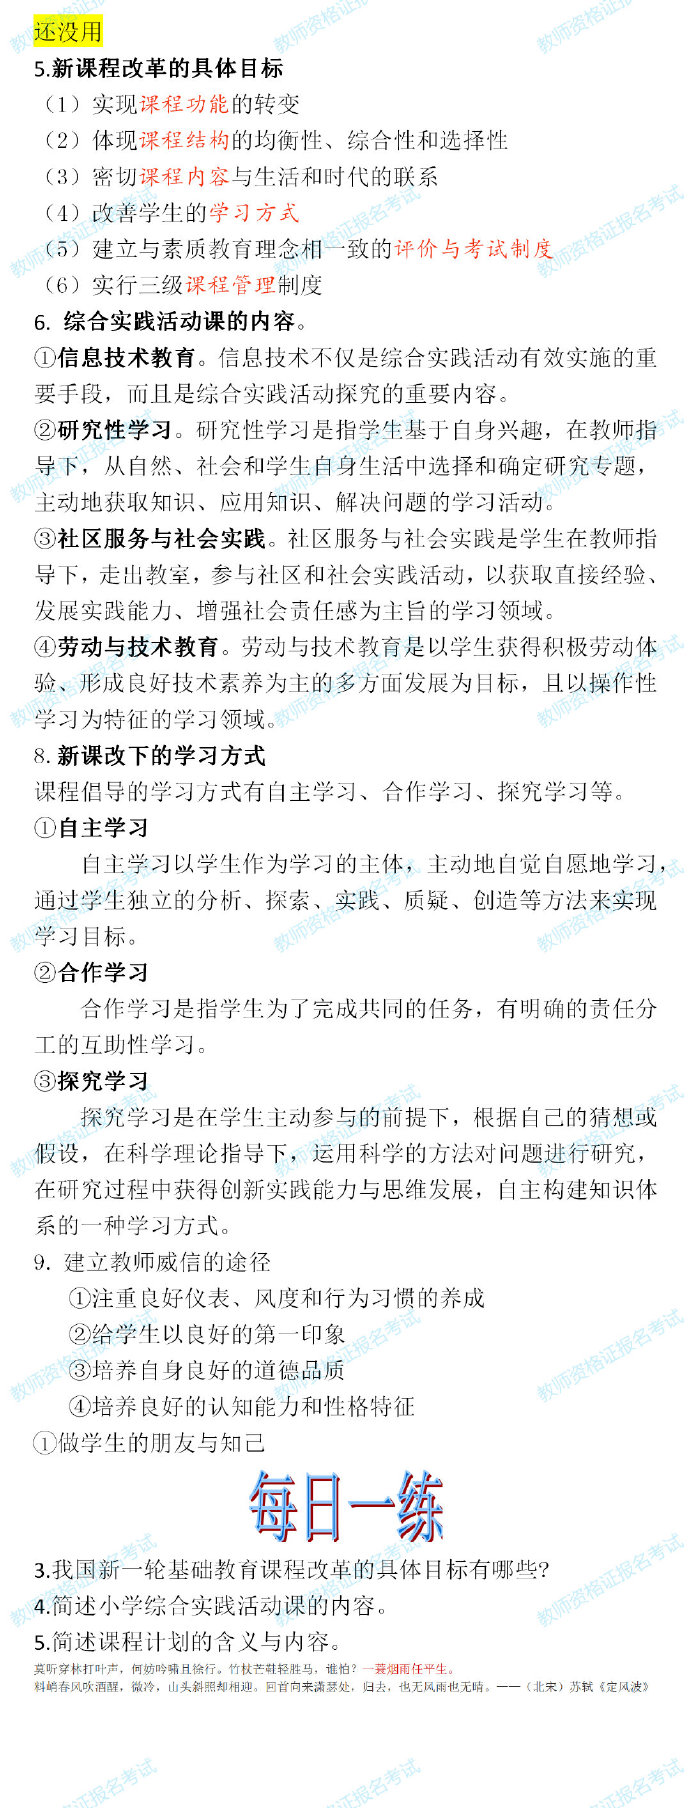 还没用
5.新课程改革的具体目标
（1）实现课程功能的转变
（2）体现课程结构的均衡性、综合性和选择性
（3）密切课程内容与生活和时代的联系
（4）改善学生的学习方式
（5）建立与素质教育理念相一致的评价与考试制度
（6）实行三级课程管理制度
6. 综合实践活动课的内容。
①信息技术教育。信息技术不仅是综合实践活动有效实施的重
要手段，而且是综合实践活动探究的重要内容。
②研究性学习。研究性学习是指学生基于自身兴趣，在教师指
导下，从自然、社会和学生自身生活中选择和确定研究专题，
主动地获取知识、应用知识、解决问题的学习活动。
③社区服务与社会实践。社区服务与社会实践是学生在教师指
导下，走出教室，参与社区和社会实践活动，以获取直接经验、
发展实践能力、增强社会责任感为主旨的学习领域。
④劳动与技术教育。劳动与技术教育是以学生获得积极劳动体
验、形成良好技术素养为主的多方面发展为目标，且以操作性
学习为特征的学习领域。
8. 新课改下的学习方式
课程倡导的学习方式有自主学习、合作学习、探究学习等。
①自主学习
自主学习以学生作为学习的主体，主动地自觉自愿地学习，
通过学生独立的分析、探索、实践、质疑、创造等方法来实现
学习目标。
②合作学习
合作学习是指学生为了完成共同的任务，有明确的责任分
工的互助性学习。
③探究学习
探究学习是在学生主动参与的前提下，根据自己的猜想或
假设，在科学理论指导下，运用科学的方法对问题进行研究，
在研究过程中获得创新实践能力与思维发展，自主构建知识体
系的一种学习方式。
9. 建立教师威信的途径
①注重良好仪表、风度和行为习惯的养成
②给学生以良好的第一印象
③培养自身良好的道德品质
④培养良好的认知能力和性格特征
①做学生的朋友与知己
每日一练
3.我国新一轮基础教育课程改革的具体目标有哪些?
4.简述小学综合实践活动课的内容。
5.简述课程计划的含义与内容。
莫听穿林打叶声，何妨吟啸且徐行。竹杖芒鞋轻胜马，谁怕？一蓑烟雨任平生。
料峭春风吹酒醒，微冷，山头斜照却相迎。回首向来潇瑟处，归去，也无风雨也无晴。——（北宋）苏轼《定风波》
教师资格证报名考试